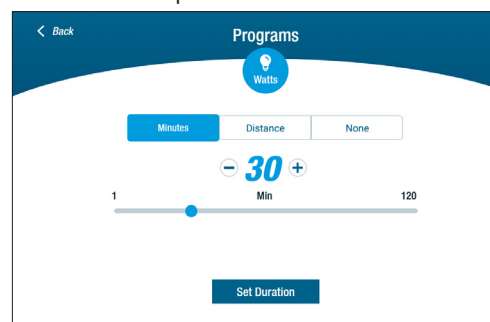 Back
Programs
Watts
Minutes Distance None
30
1 Min 120
Set Duration